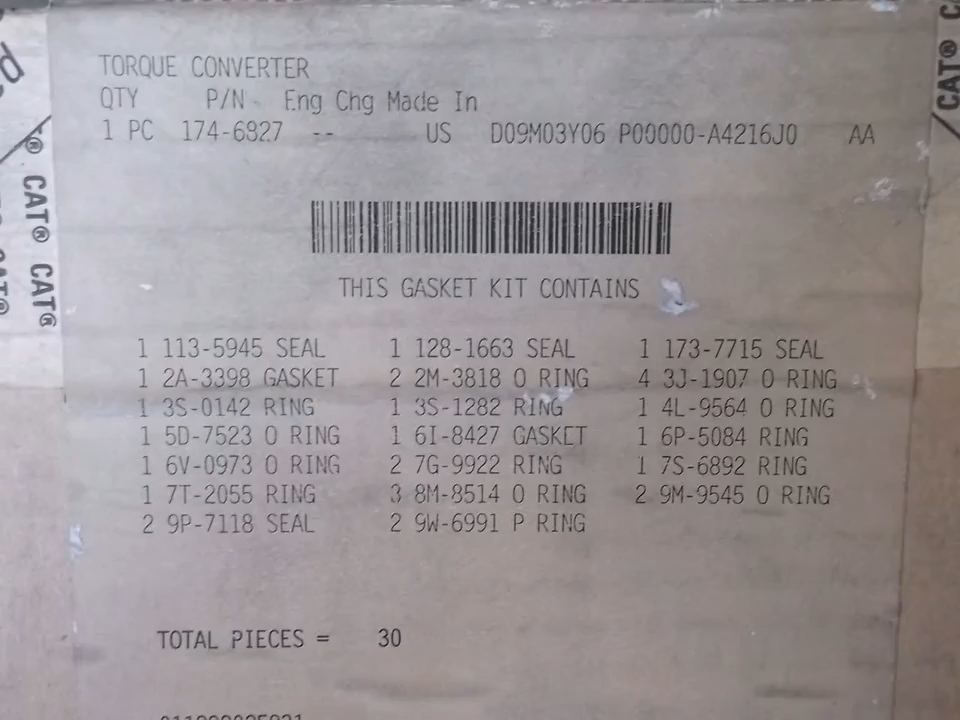 TORQUE CONVERTER
QTY P/N Eng Chg Made In
1 PC 174-6827 -- US D09M03Y06 P00000-A4216J0 AA
THIS GASKET KIT CONTAINS
1 113-5945 SEAL 1 128-1663 SEAL 1 173-7715 SEAL
1 2A-3398 GASKET 2 2M-3818 O RING 4 3J-1907 O RING
1 3S-0142 RING 1 3S-1282 RING 1 4L-9564 O RING
1 5D-7523 O RING 1 6I-8427 GASKET 1 6P-5084 RING
1 6V-0973 O RING 2 7G-9922 RING 1 7S-6892 RING
1 7T-2055 RING 3 8M-8514 O RING 2 9M-9545 O RING
2 9P-7118 SEAL 2 9W-6991 P RING
TOTAL PIECES = 30
CAT® CAT®
CAT®
CAT®